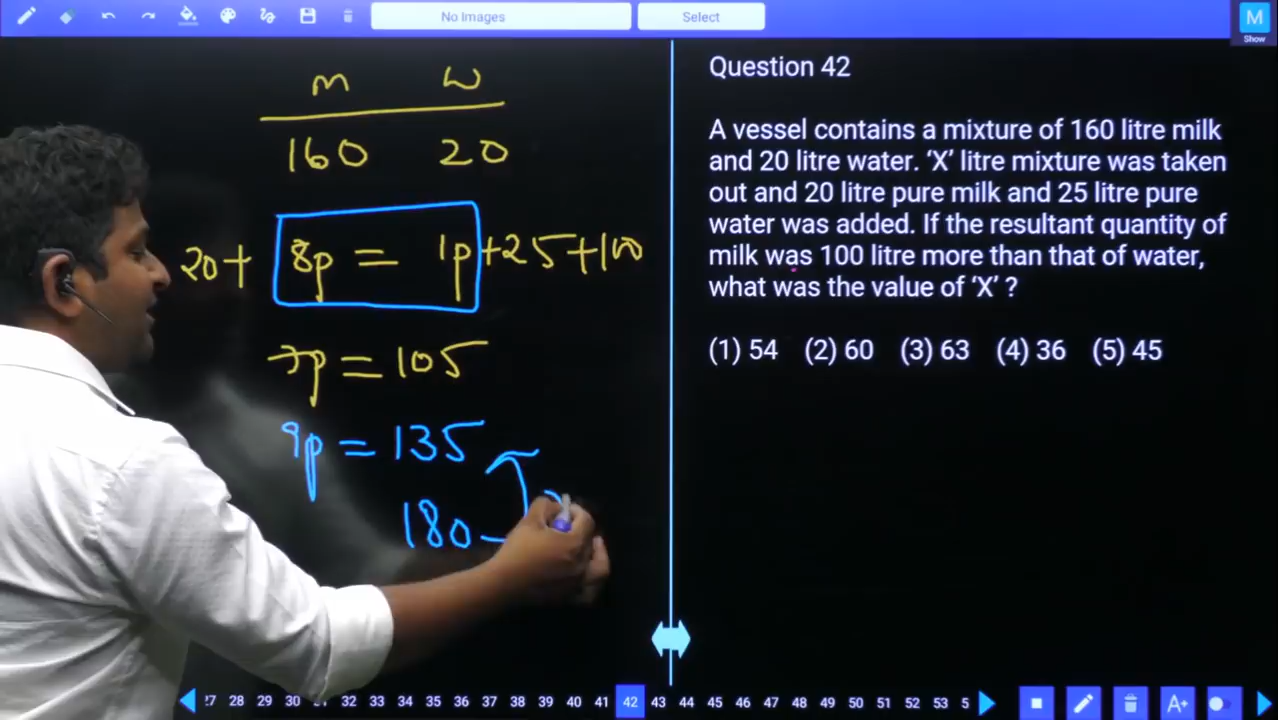 No Images
Select
M
Show
M W
160 20
20+ 8p = 1p +25+100
7p = 105
9p = 135
180
Question 42
A vessel contains a mixture of 160 litre milk
and 20 litre water. ‘X’ litre mixture was taken
out and 20 litre pure milk and 25 litre pure
water was added. If the resultant quantity of
milk was 100 litre more than that of water,
what was the value of ‘X’ ?
(1) 54 (2) 60 (3) 63 (4) 36 (5) 45
27 28 29 30 31 32 33 34 35 36 37 38 39 40 41 42 43 44 45 46 47 48 49 50 51 52 53 5
A+